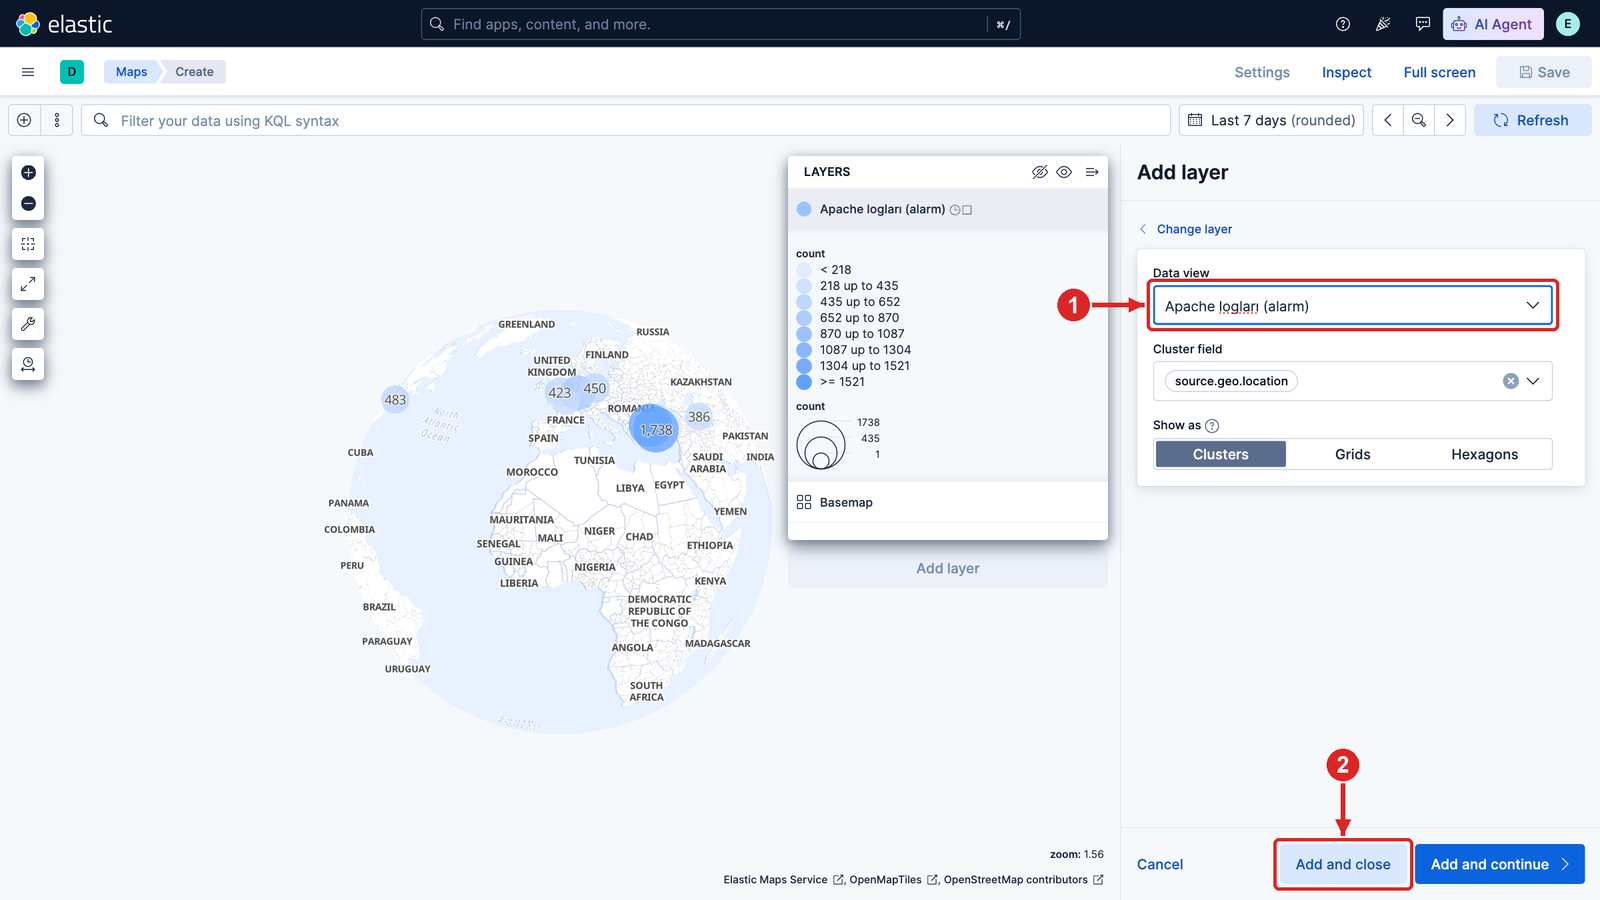 elastic
Find apps, content, and more.
⌘/
AI Agent
E
D
Maps
Create
Settings
Inspect
Full screen
Save
Filter your data using KQL syntax
Last 7 days (rounded)
Refresh
LAYERS
Apache logları (alarm)
count
< 218
218 up to 435
435 up to 652
652 up to 870
870 up to 1087
1087 up to 1304
1304 up to 1521
>= 1521
count
1738
435
1
Basemap
Add layer
GREENLAND
RUSSIA
UNITED
KINGDOM
FINLAND
KAZAKHSTAN
483
423
450
386
1,738
North
Atlantic
Ocean
ROMANIA
FRANCE
SPAIN
PAKISTAN
CUBA
TUNISIA
SAUDI
ARABIA
INDIA
MOROCCO
LIBYA
EGYPT
PANAMA
YEMEN
MAURITANIA
COLOMBIA
MALI
NIGER
CHAD
SENEGAL
ETHIOPIA
GUINEA
PERU
NIGERIA
LIBERIA
KENYA
BRAZIL
DEMOCRATIC
REPUBLIC OF
THE CONGO
PARAGUAY
ANGOLA
MADAGASCAR
URUGUAY
SOUTH
AFRICA
zoom: 1.56
Elastic Maps Service , OpenMapTiles , OpenStreetMap contributors
Add layer
Change layer
Data view
1
Apache logları (alarm)
Cluster field
source.geo.location
Show as
Clusters
Grids
Hexagons
2
Cancel
Add and close
Add and continue